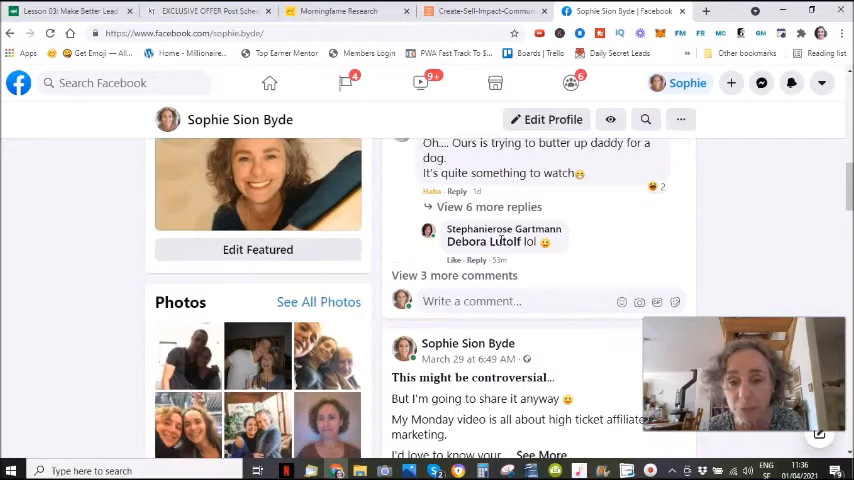 Lesson 03: Make Better Lead
EXCLUSIVE OFFER Post Sche
Morningfame Research
Create-Sell-Impact-Commun
Sophie Sion Byde | Facebook
https://www.facebook.com/sophie.byde/
Apps
Get Emoji — All...
Home - Millionaire...
Top Earner Mentor
Members Login
PWA Fast Track To $...
Boards | Trello
Daily Secret Leads
Other bookmarks
Reading list
Search Facebook
4
9+
6
Sophie
Sophie Sion Byde
Edit Profile
Oh.... Ours is trying to butter up daddy for a
dog.
It's quite something to watch
Haha · Reply · 1d
2
View 6 more replies
Stephanierose Gartmann
Debora Lutolf lol
Like · Reply · 53m
View 3 more comments
Write a comment...
Edit Featured
Photos
See All Photos
Sophie Sion Byde
March 29 at 6:49 AM ·
This might be controversial...
But I'm going to share it anyway
My Monday video is all about high ticket affiliate
marketing.
I'd love to know your.... See More
Type here to search
ENG
SF
11:36
01/04/2021